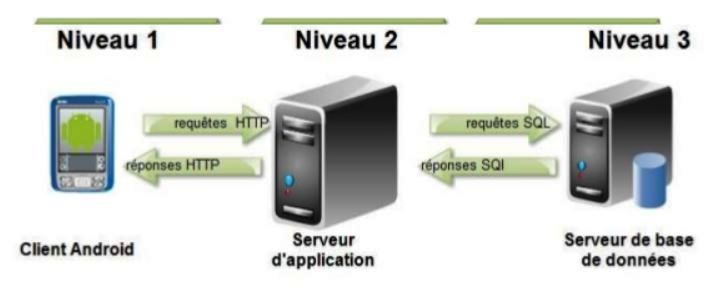 Niveau 1
Niveau 2
Niveau 3
requêtes HTTP
requêtes SQL
réponses HTTP
réponses SQl
Client Android
Serveur
d'application
Serveur de base
de données